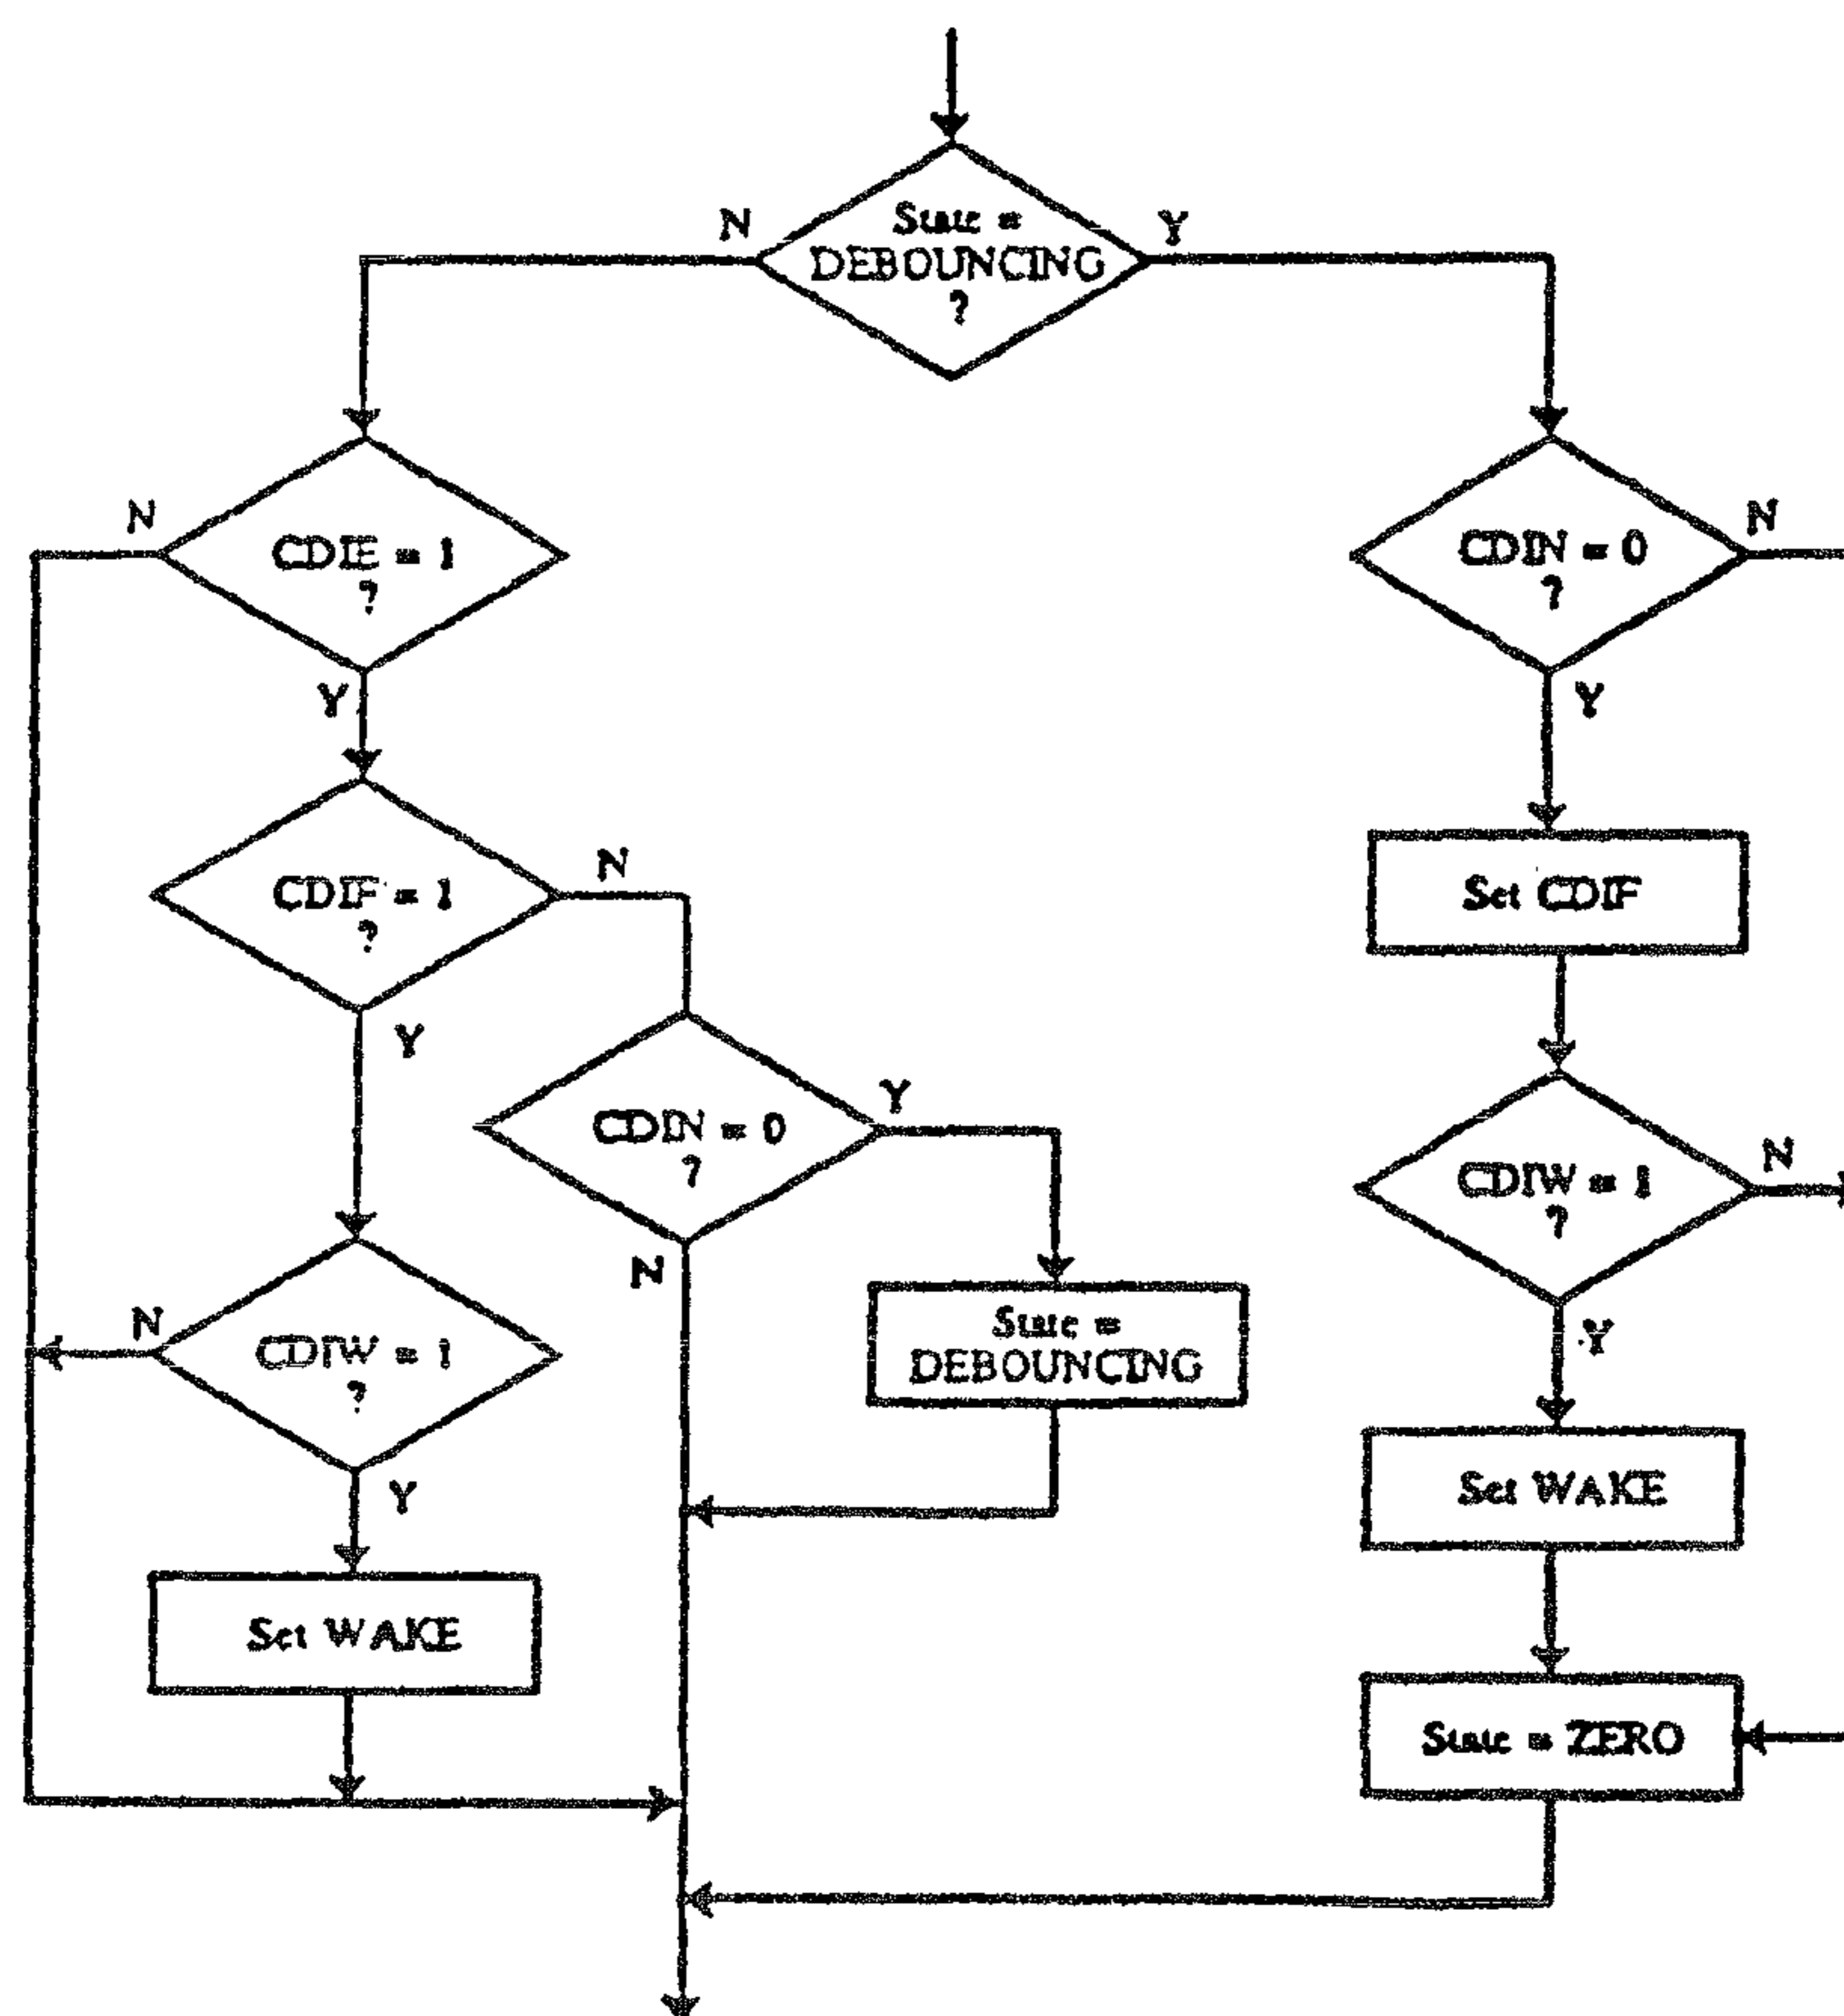 N
State =
DEBOUNCING
?
Y
N
CDIE = 1
?
Y
CDIN = 0
?
N
Y
CDIF = 1
?
N
Y
Set CDIF
CDIN = 0
?
Y
N
CDIW = 1
?
N
Y
N
CDIW = 1
?
Y
State =
DEBOUNCING
Set WAKE
Set WAKE
State = ZERO